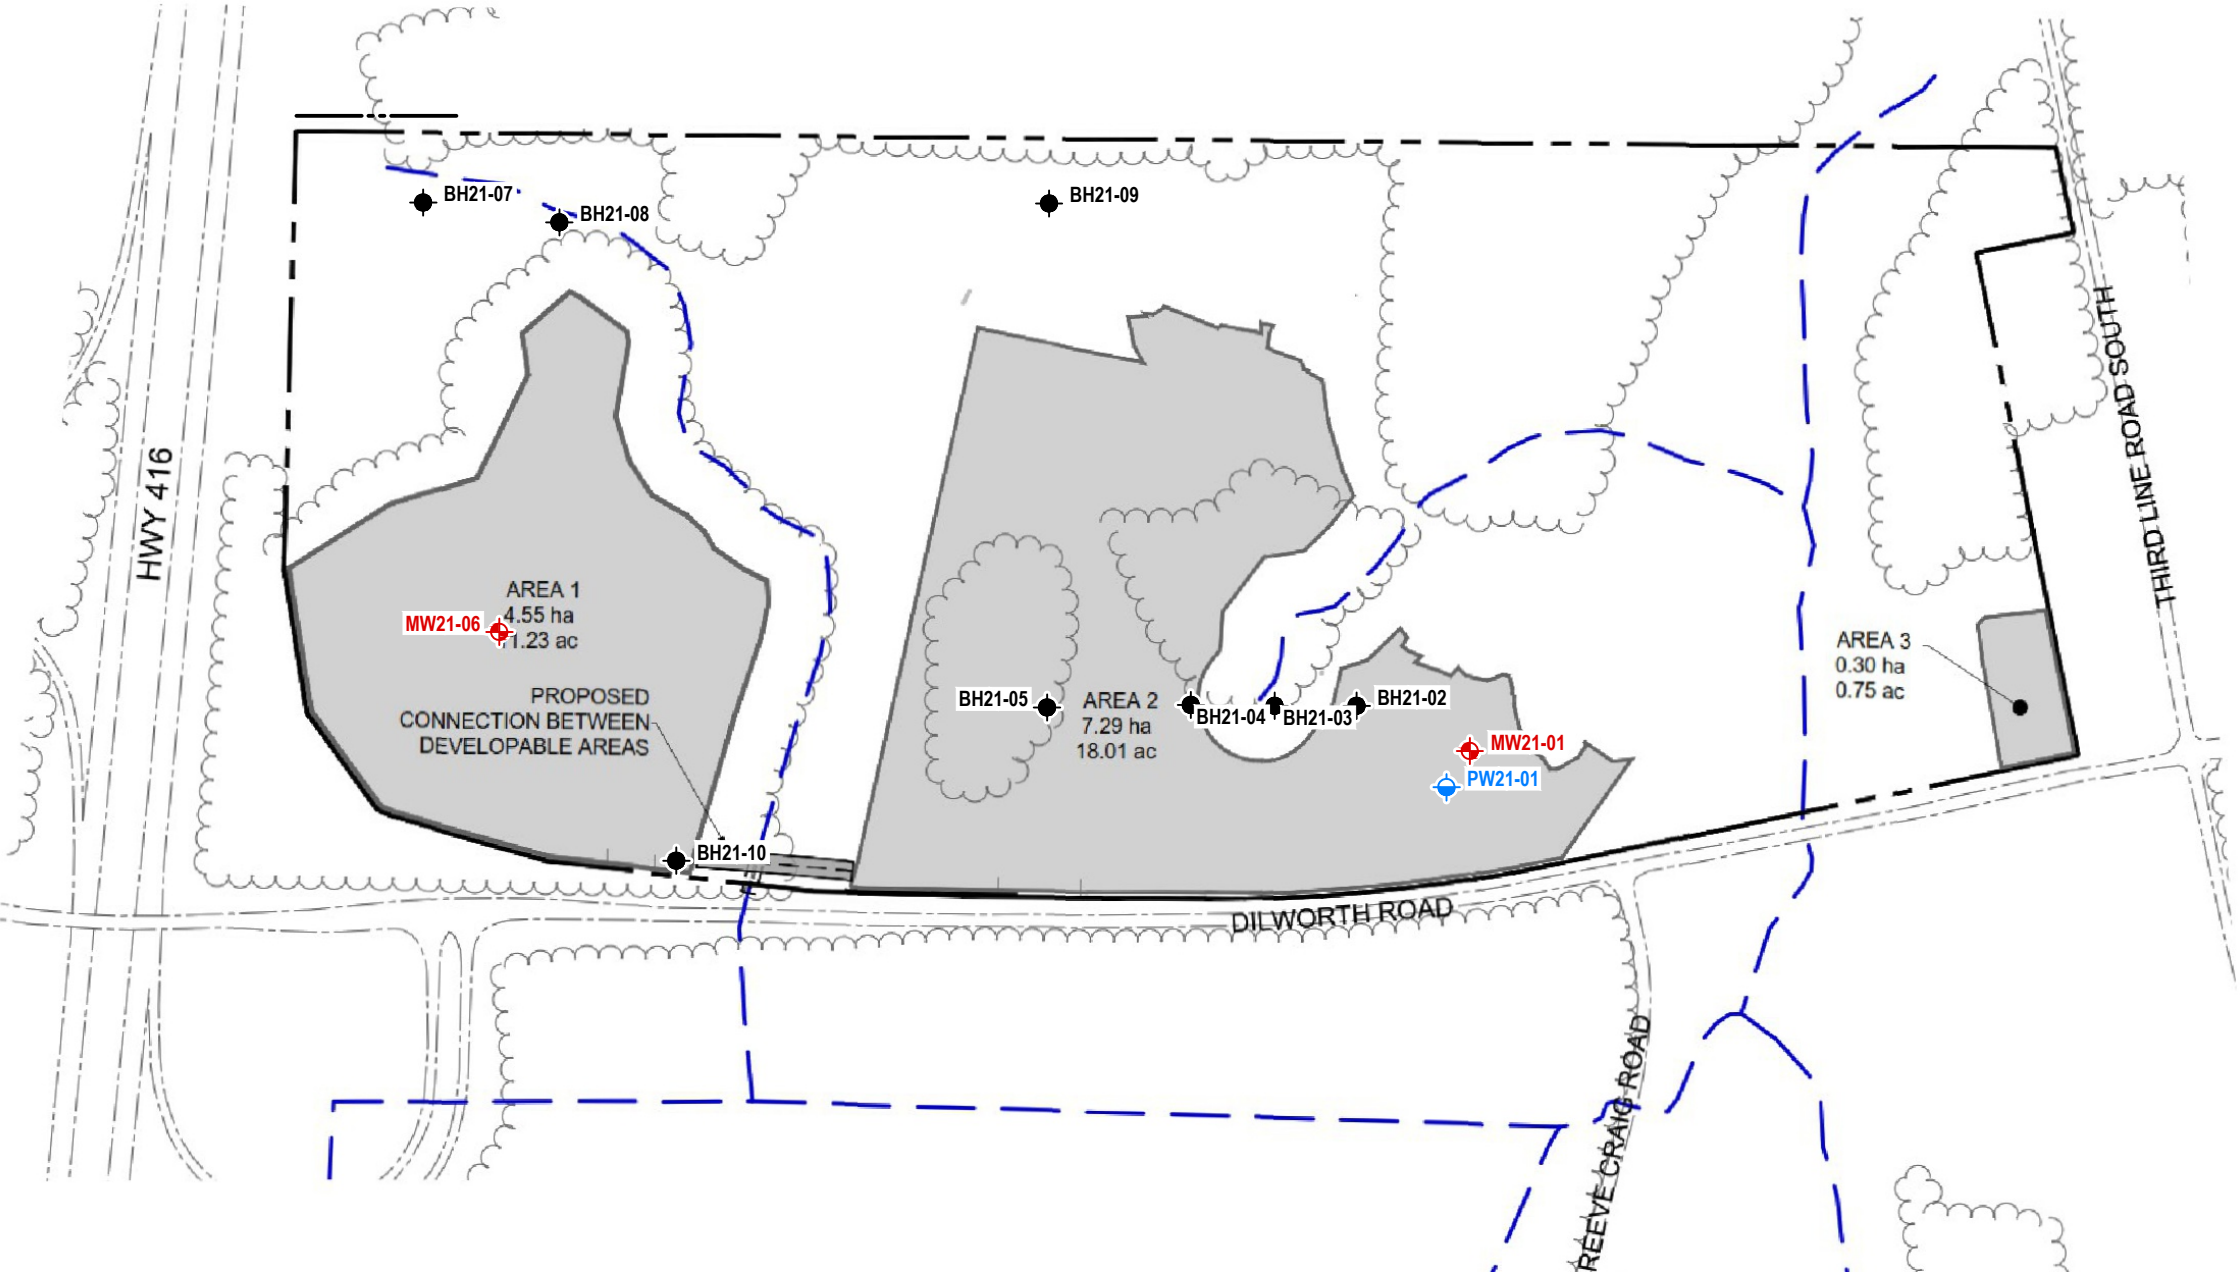 BH21-07
BH21-08
BH21-09
HWY 416
THIRD LINE ROAD SOUTH
AREA 1
4.55 ha
MW21-06
1.23 ac
PROPOSED
CONNECTION BETWEEN
DEVELOPABLE AREAS
BH21-10
BH21-05
AREA 2
7.29 ha
18.01 ac
BH21-04
BH21-03
BH21-02
MW21-01
PW21-01
AREA 3
0.30 ha
0.75 ac
DILWORTH ROAD
REEVE CRAIG ROAD